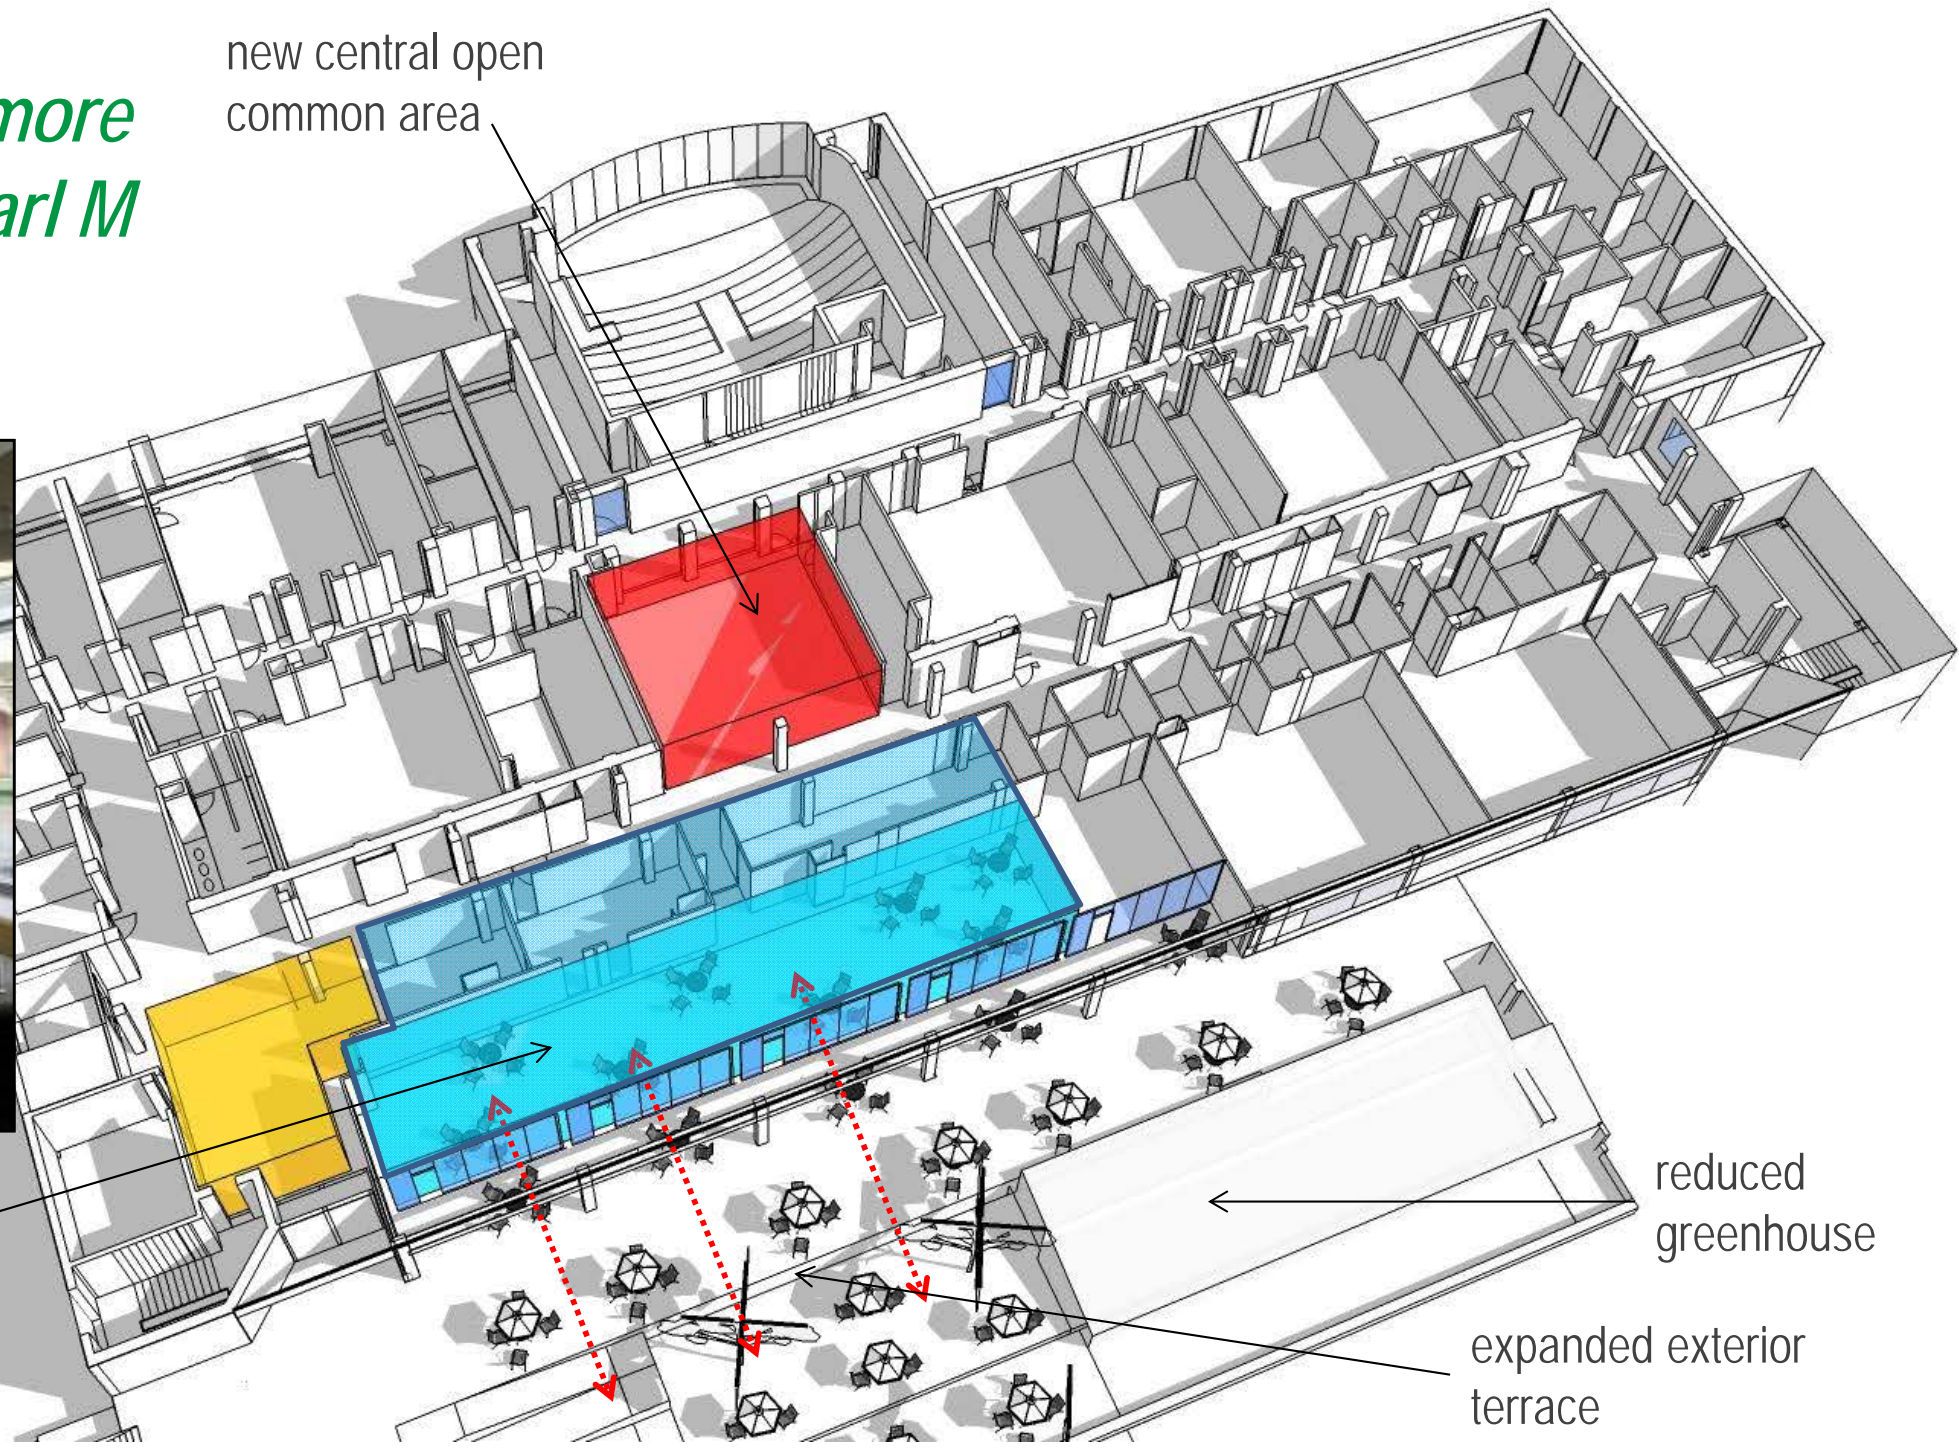 new central open
common area
more
arl M
reduced
greenhouse
expanded exterior
terrace